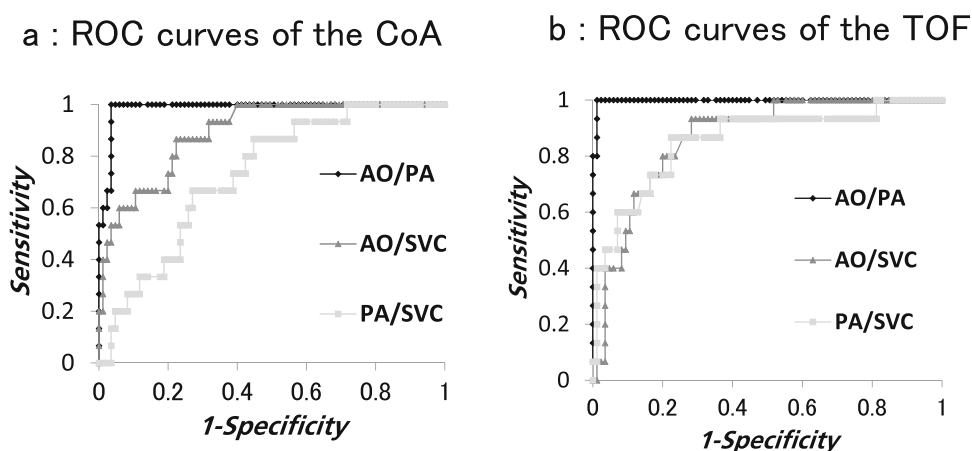 a : ROC curves of the CoA
1
0.8
0.6
0.4
0.2
0
0
0.2
0.4
0.6
0.8
1
Sensitivity
1-Specificity
AO/PA
AO/SVC
PA/SVC
b : ROC curves of the TOF
1
0.8
0.6
0.4
0.2
0
0
0.2
0.4
0.6
0.8
1
Sensitivity
1-Specificity
AO/PA
AO/SVC
PA/SVC